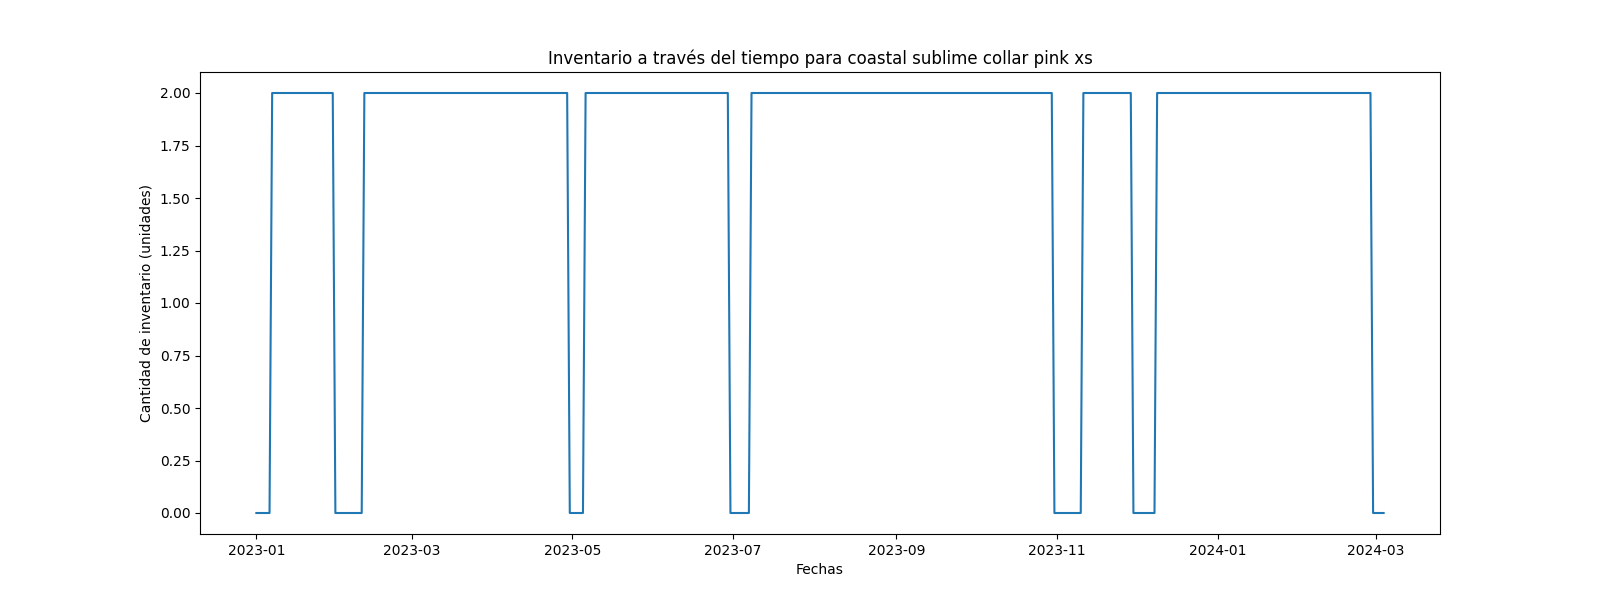 Inventario a través del tiempo para coastal sublime collar pink xs
Cantidad de inventario (unidades)
2.00
1.75
1.50
1.25
1.00
0.75
0.50
0.25
0.00
2023-01 2023-03 2023-05 2023-07 2023-09 2023-11 2024-01 2024-03
Fechas